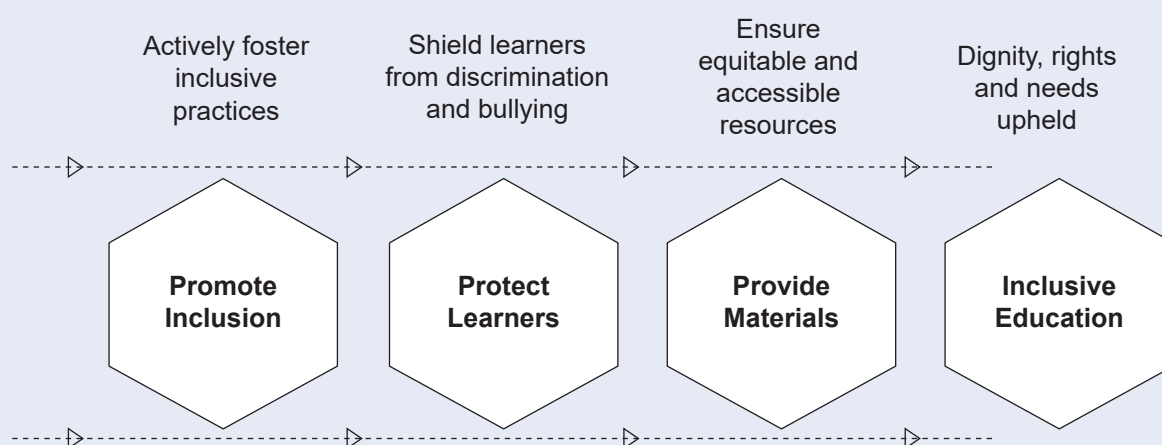 Actively foster
inclusive
practices
Shield learners
from discrimination
and bullying
Ensure
equitable and
accessible
resources
Dignity, rights
and needs
upheld
Promote
Inclusion
Protect
Learners
Provide
Materials
Inclusive
Education